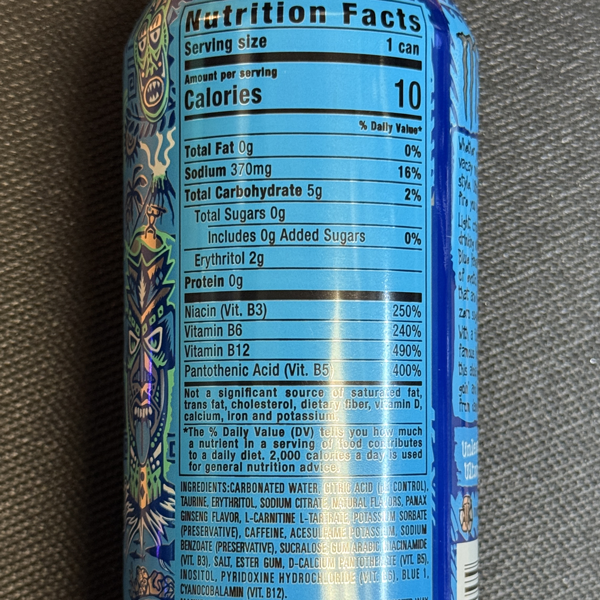 Nutrition Facts
Serving size 1 can
Amount per serving
Calories 10
% Daily Value*
Total Fat 0g 0%
Sodium 370mg 16%
Total Carbohydrate 5g 2%
Total Sugars 0g
Includes 0g Added Sugars 0%
Erythritol 2g
Protein 0g
Niacin (Vit. B3) 250%
Vitamin B6 240%
Vitamin B12 490%
Pantothenic Acid (Vit. B5) 400%
Not a significant source of saturated fat,
trans fat, cholesterol, dietary fiber, vitamin D,
calcium, iron and potassium.
*The % Daily Value (DV) tells you how much
a nutrient in a serving of food contributes
to a daily diet. 2,000 calories a day is used
for general nutrition advice.
INGREDIENTS:CARBONATED WATER, CITRIC ACID (PH CONTROL),
TAURINE, ERYTHRITOL, SODIUM CITRATE, NATURAL FLAVORS, PANAX
GINSENG FLAVOR, L-CARNITINE L-TARTRATE, POTASSIUM SORBATE
(PRESERVATIVE), CAFFEINE, ACESULFAME POTASSIUM, SODIUM
BENZOATE (PRESERVATIVE), SUCRALOSE, GUM ARABIC, NIACINAMIDE
(VIT. B3), SALT, ESTER GUM, D-CALCIUM PANTOTHENATE (VIT. B5),
INOSITOL, PYRIDOXINE HYDROCHLORIDE (VIT. B6), BLUE 1,
CYANOCOBALAMIN (VIT. B12).